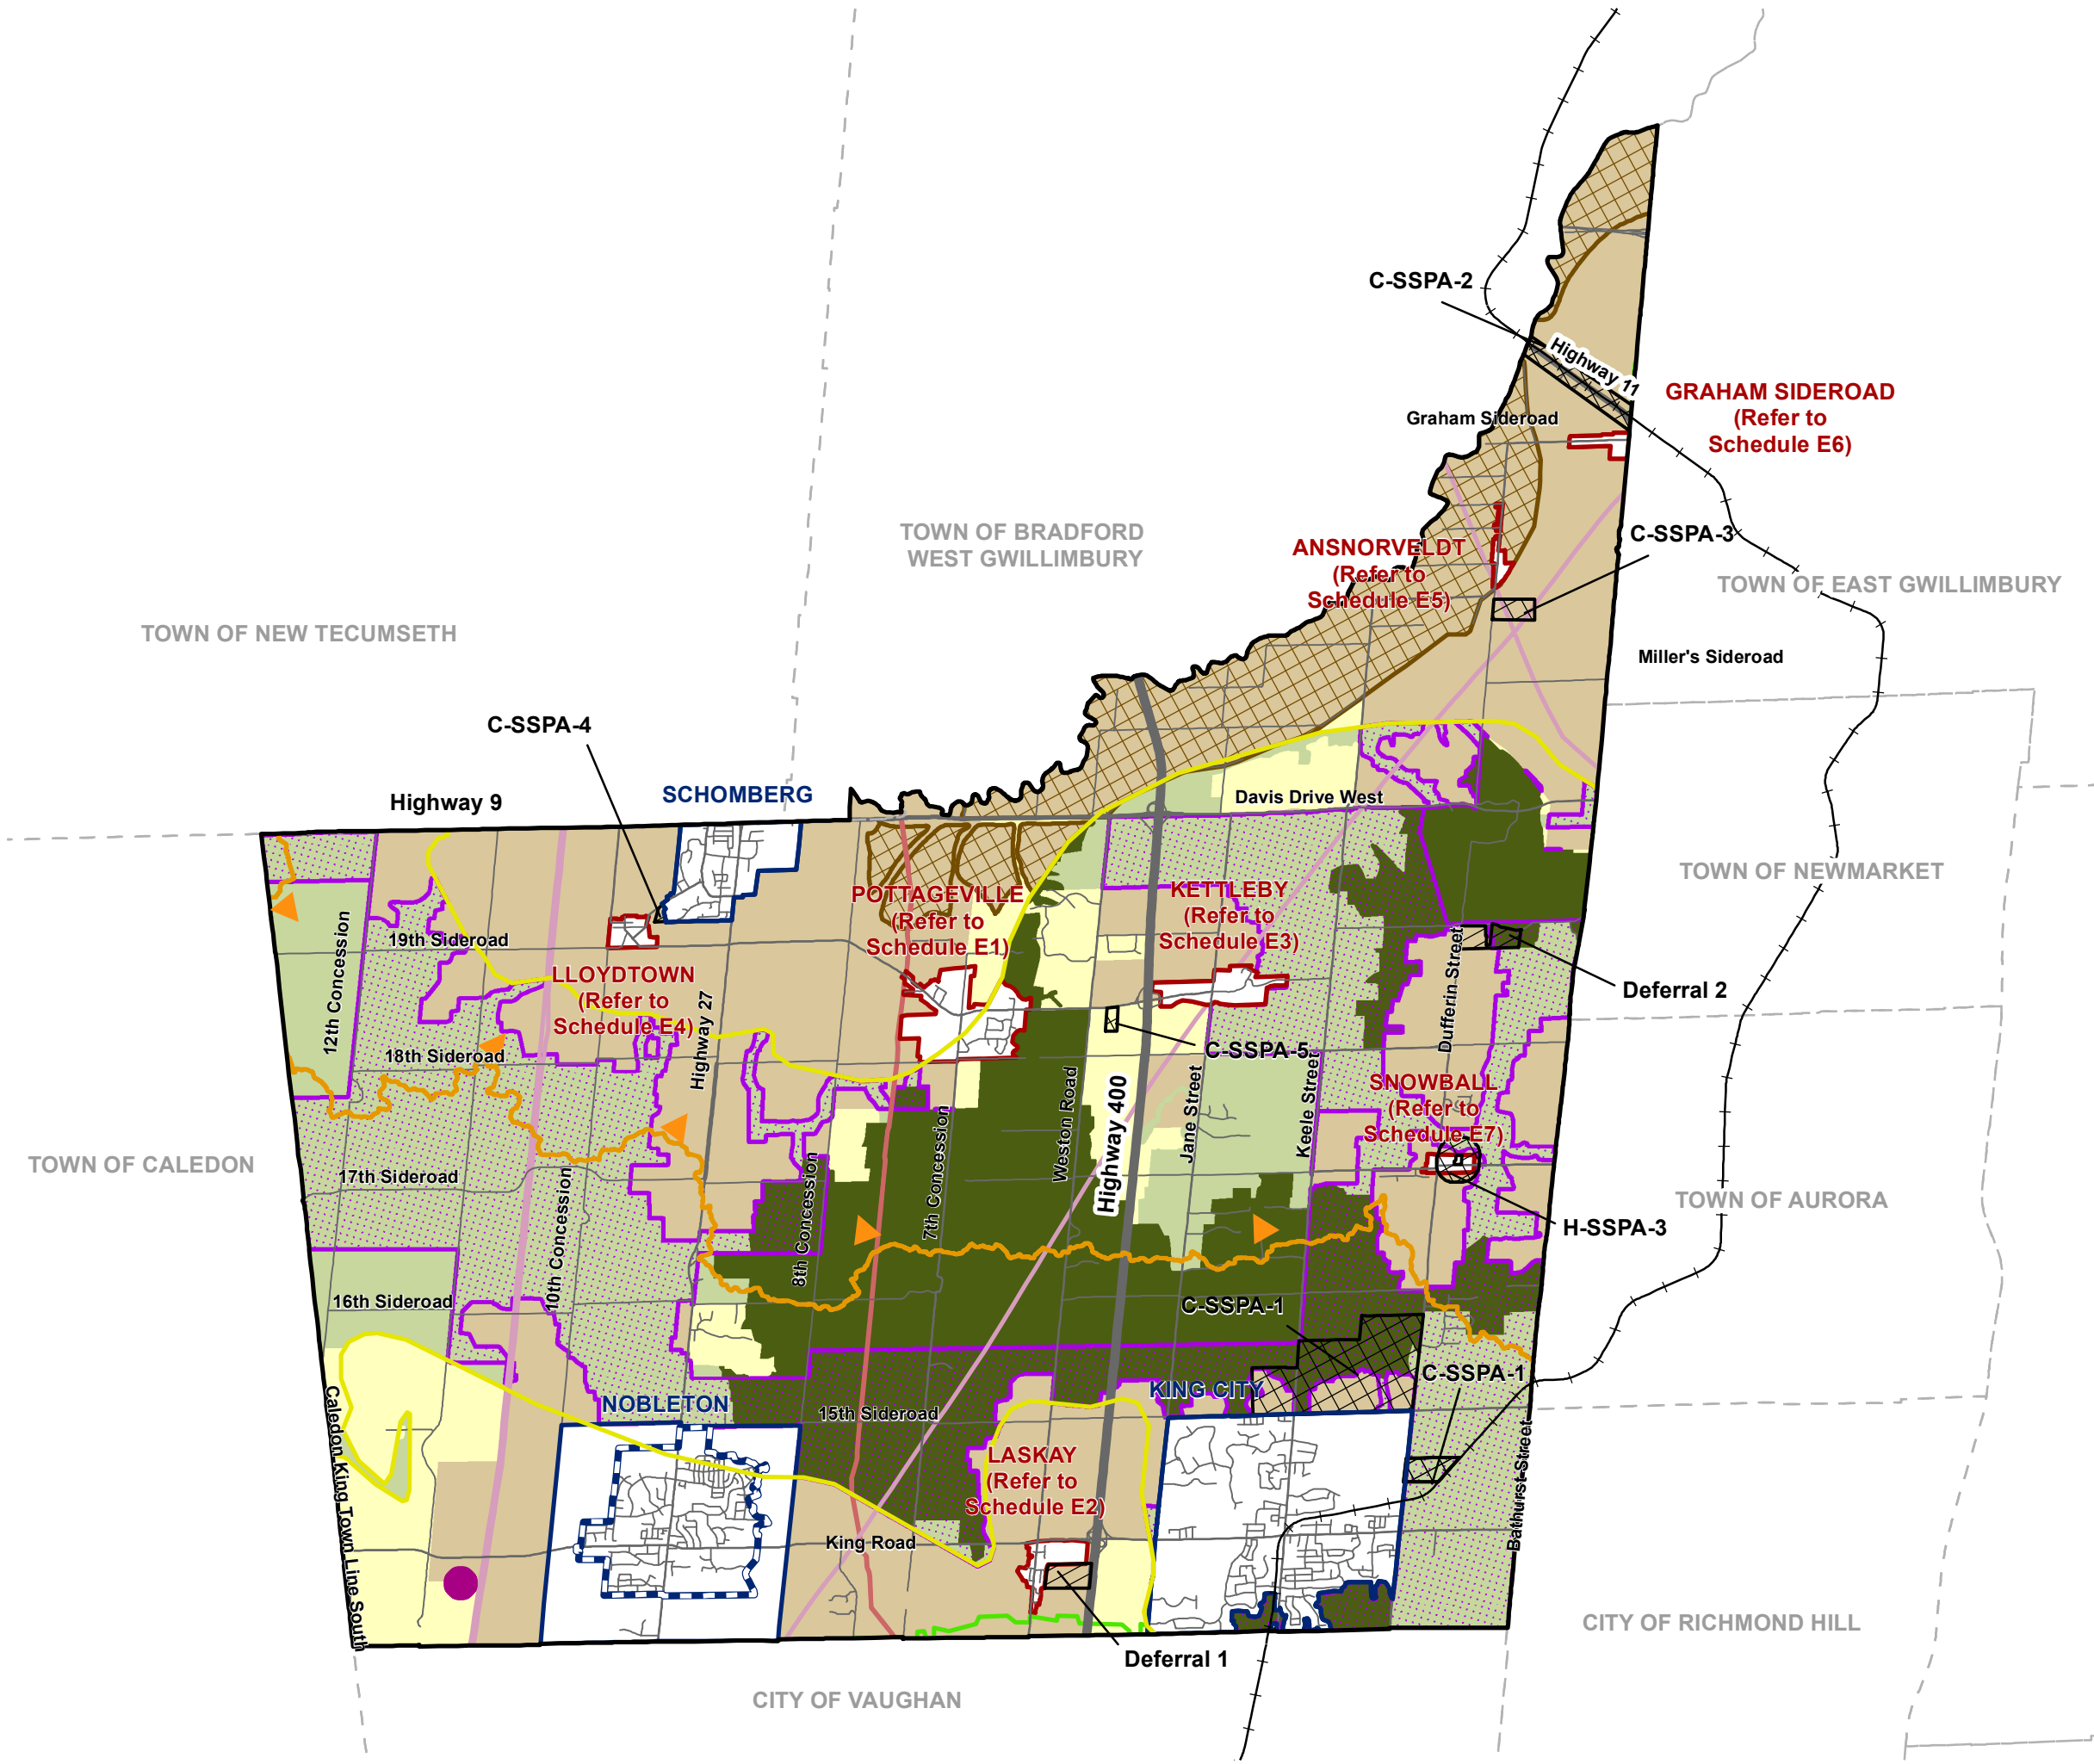 C-SSPA-2
Highway 11
GRAHAM SIDEROAD
(Refer to
Schedule E6)
Graham Sideroad
TOWN OF BRADFORD
WEST GWILLIMBURY
C-SSPA-3
ANSNORVELDT
(Refer to
Schedule E5)
TOWN OF EAST GWILLIMBURY
TOWN OF NEW TECUMSETH
Miller's Sideroad
C-SSPA-4
SCHOMBERG
Highway 9
Davis Drive West
TOWN OF NEWMARKET
POTTAGEVILLE
(Refer to
Schedule E1)
KETTLEBY
(Refer to
Schedule E3)
19th Sideroad
12th Concession
LLOYDTOWN
(Refer to
Schedule E4)
Highway 27
Dufferin Street
Deferral 2
18th Sideroad
C-SSPA-5
SNOWBALL
(Refer to
Schedule E7)
Weston Road
Highway 400
Jane Street
Keele Street
7th Concession
8th Concession
10th Concession
TOWN OF CALEDON
17th Sideroad
TOWN OF AURORA
H-SSPA-3
16th Sideroad
C-SSPA-1
C-SSPA-1
KING CITY
NOBLETON
15th Sideroad
LASKAY
(Refer to
Schedule E2)
Caledon King Town Line South
Bathurst Street
King Road
CITY OF RICHMOND HILL
Deferral 1
CITY OF VAUGHAN